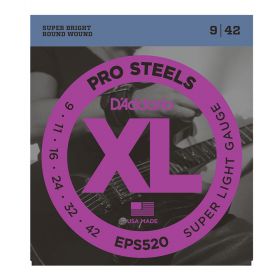 SUPER BRIGHT
ROUND WOUND
9|42
PRO STEELS
D'Addario
XL
9 · 11 · 16 · 24 · 32 · 42
SUPER LIGHT GAUGE
USA MADE
EPS520